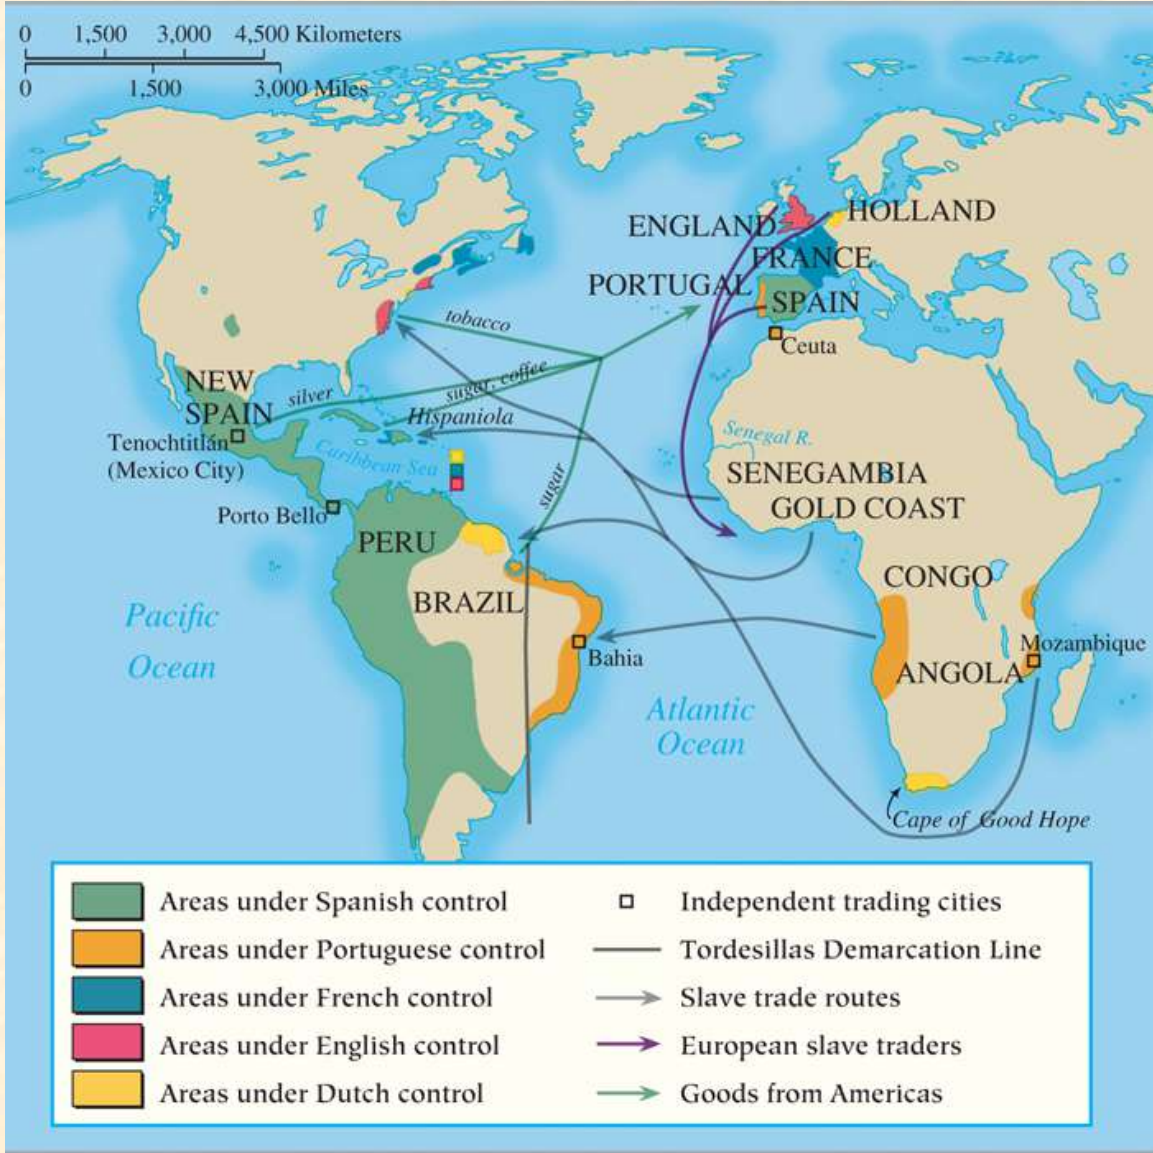 0 1,500 3,000 4,500 Kilometers
0 1,500 3,000 Miles
ENGLAND
HOLLAND
FRANCE
PORTUGAL
SPAIN
Ceuta
tobacco
NEW
SPAIN
silver
sugar, coffee
Hispaniola
Tenochtitlán
(Mexico City)
Caribbean Sea
Senegal R.
SENEGAMBIA
GOLD COAST
sugar
Porto Bello
PERU
CONGO
BRAZIL
Pacific
Ocean
Bahia
Mozambique
ANGOLA
Atlantic
Ocean
Cape of Good Hope
Areas under Spanish control
Areas under Portuguese control
Areas under French control
Areas under English control
Areas under Dutch control
Independent trading cities
Tordesillas Demarcation Line
Slave trade routes
European slave traders
Goods from Americas